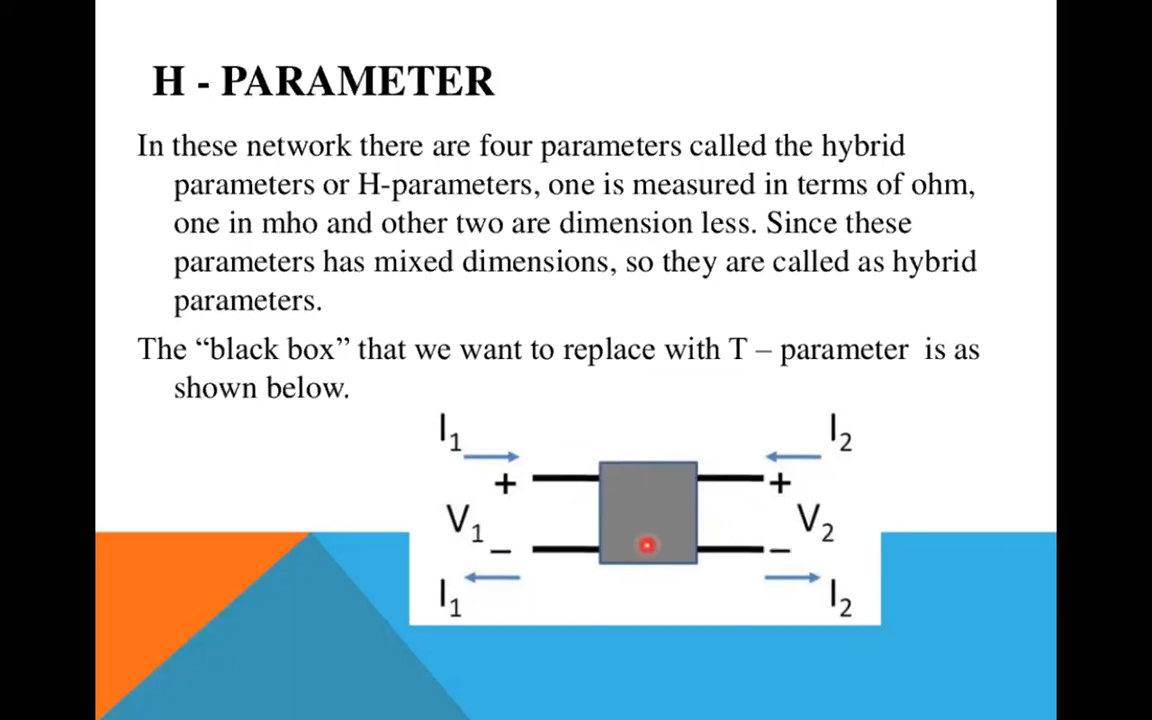 H - PARAMETER
In these network there are four parameters called the hybrid
parameters or H-parameters, one is measured in terms of ohm,
one in mho and other two are dimension less. Since these
parameters has mixed dimensions, so they are called as hybrid
parameters.
The “black box” that we want to replace with T – parameter is as
shown below.
I1 I2
+ +
V1 V2
– –
I1 I2